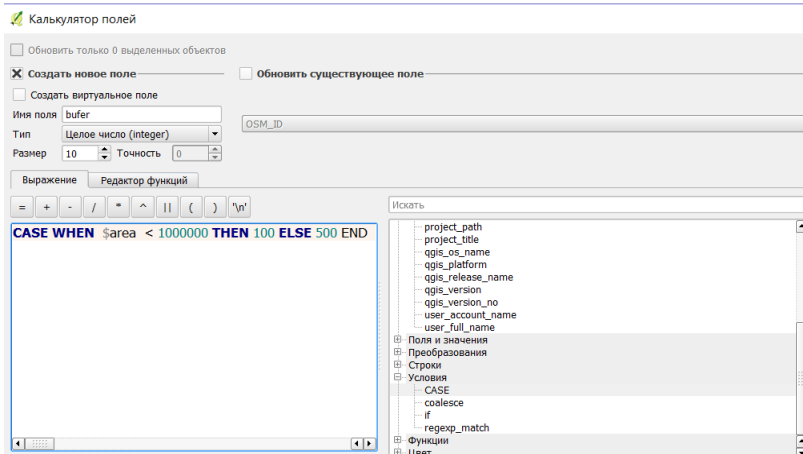 Калькулятор полей
Обновить только 0 выделенных объектов
Создать новое поле
Обновить существующее поле
Создать виртуальное поле
Имя поля bufer
OSM_ID
Тип Целое число (integer)
Размер 10 Точность 0
Выражение Редактор функций
= + - / * ^ || ( ) '\n'
Искать
CASE WHEN $area < 1000000 THEN 100 ELSE 500 END
project_path
project_title
qgis_os_name
qgis_platform
qgis_release_name
qgis_version
qgis_version_no
user_account_name
user_full_name
Поля и значения
Преобразования
Строки
Условия
CASE
coalesce
if
regexp_match
Функции
Цвет